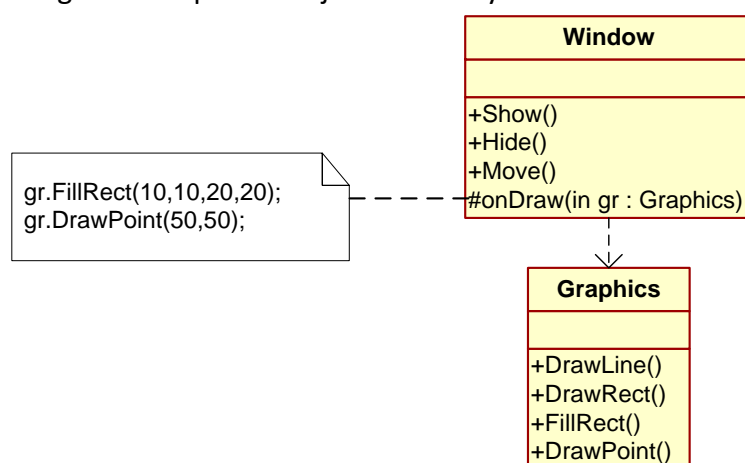 Window
+Show()
+Hide()
+Move()
#onDraw(in gr : Graphics)
gr.FillRect(10,10,20,20);
gr.DrawPoint(50,50);
Graphics
+DrawLine()
+DrawRect()
+FillRect()
+DrawPoint()